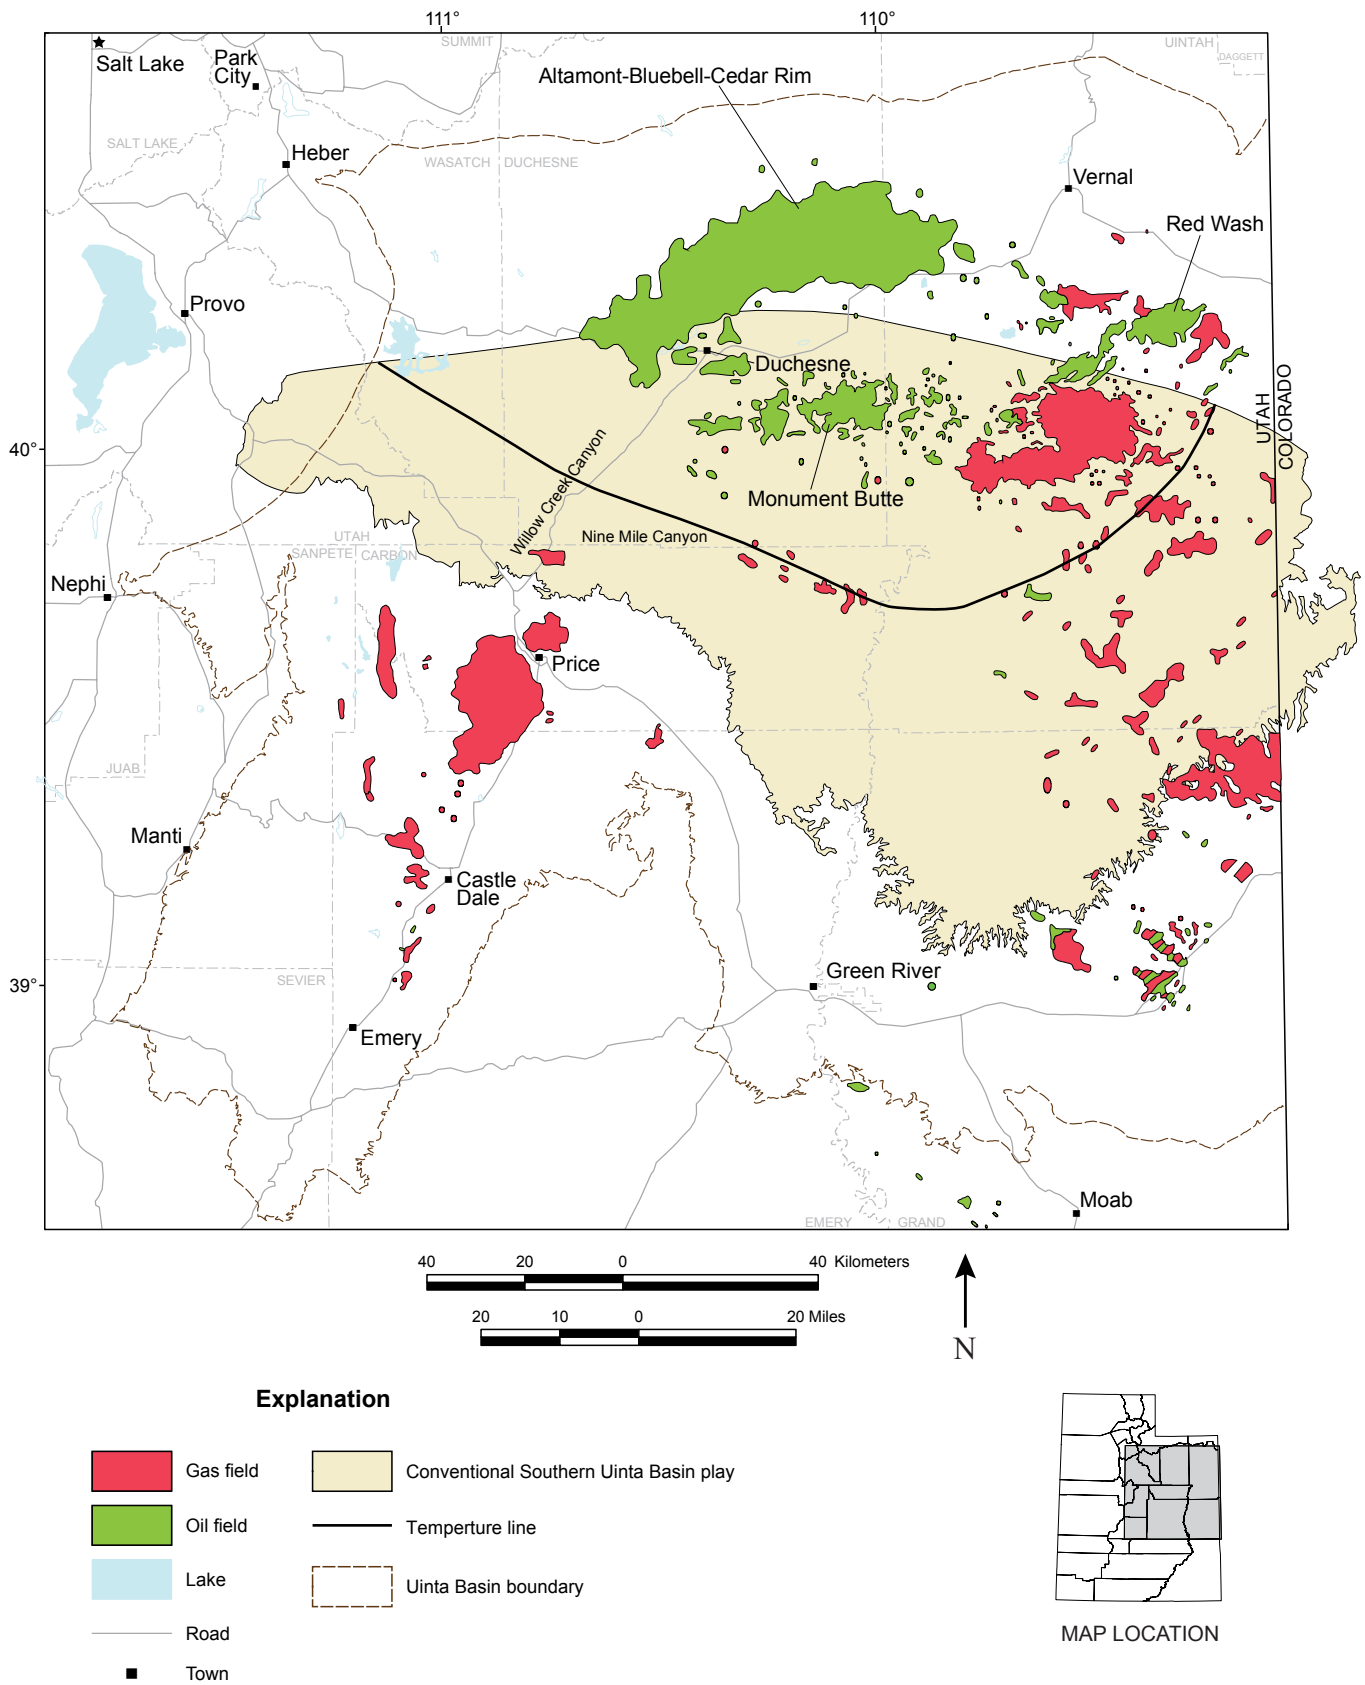 111°
110°
SUMMIT
UINTAH
DAGGETT
Salt Lake
Park
City
Altamont-Bluebell-Cedar Rim
SALT LAKE
Heber
WASATCH
DUCHESNE
Vernal
Red Wash
Provo
Duchesne
UTAH
COLORADO
40°
Willow Creek Canyon
Monument Butte
Nine Mile Canyon
UTAH
SANPETE
CARBON
Nephi
Price
JUAB
Manti
Castle
Dale
Green River
39°
SEVIER
Emery
Moab
EMERY
GRAND
40 20 0 40 Kilometers
20 10 0 20 Miles
N
Explanation
Gas field
Conventional Southern Uinta Basin play
Oil field
Temperture line
Lake
Uinta Basin boundary
Road
Town
MAP LOCATION